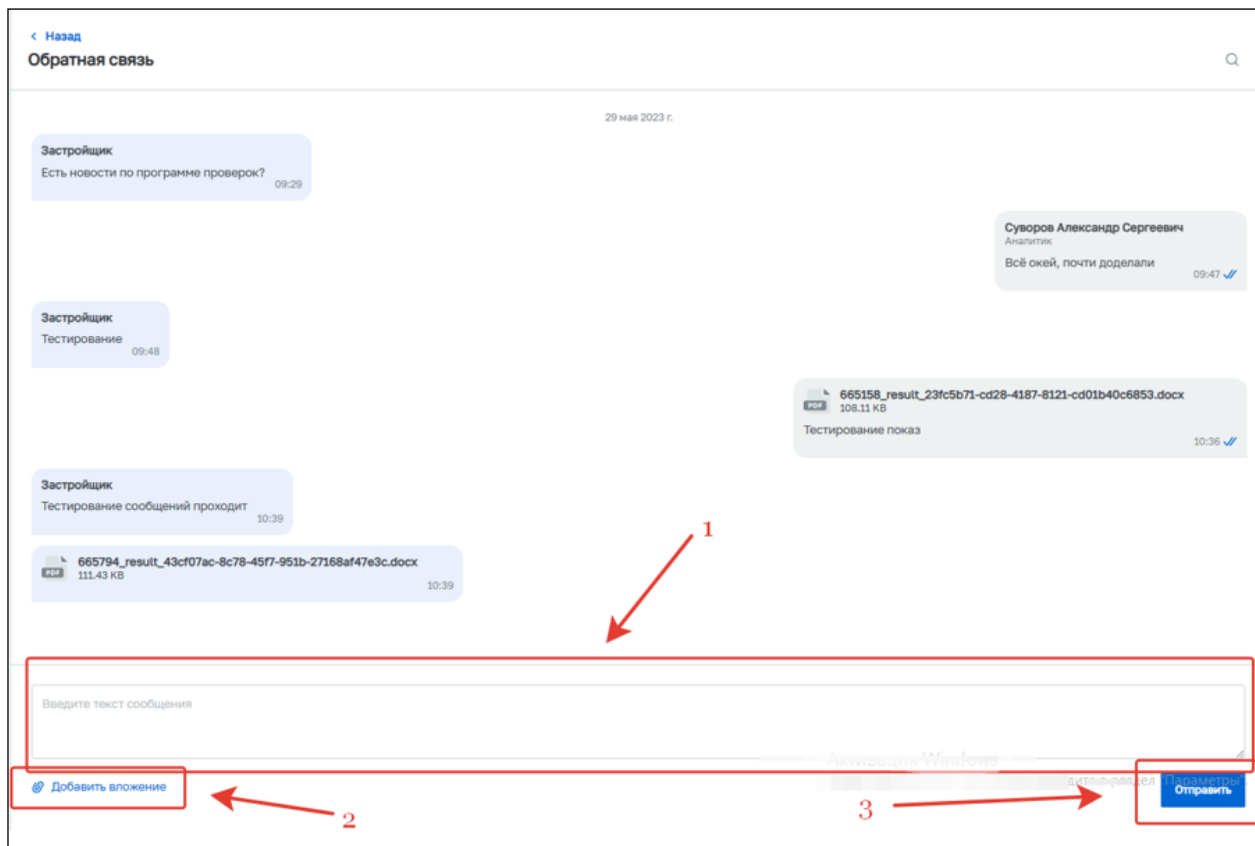 Назад
Обратная связь
29 мая 2023 г.
Застройщик
Есть новости по программе проверок?
09:29
Суворов Александр Сергеевич
Аналитик
Всё окей, почти доделали
09:47
Застройщик
Тестирование
09:48
PDF
665158_result_23fc5b71-cd28-4187-8121-cd01b40c6853.docx
108.11 KB
Тестирование показ
10:36
Застройщик
Тестирование сообщений проходит
10:39
PDF
665794_result_43cf07ac-8c78-45f7-951b-27168af47e3c.docx
111.43 KB
10:39
1
Введите текст сообщения
Активация Windows
раздел "Параметры".
Добавить вложение
2
3
Отправить